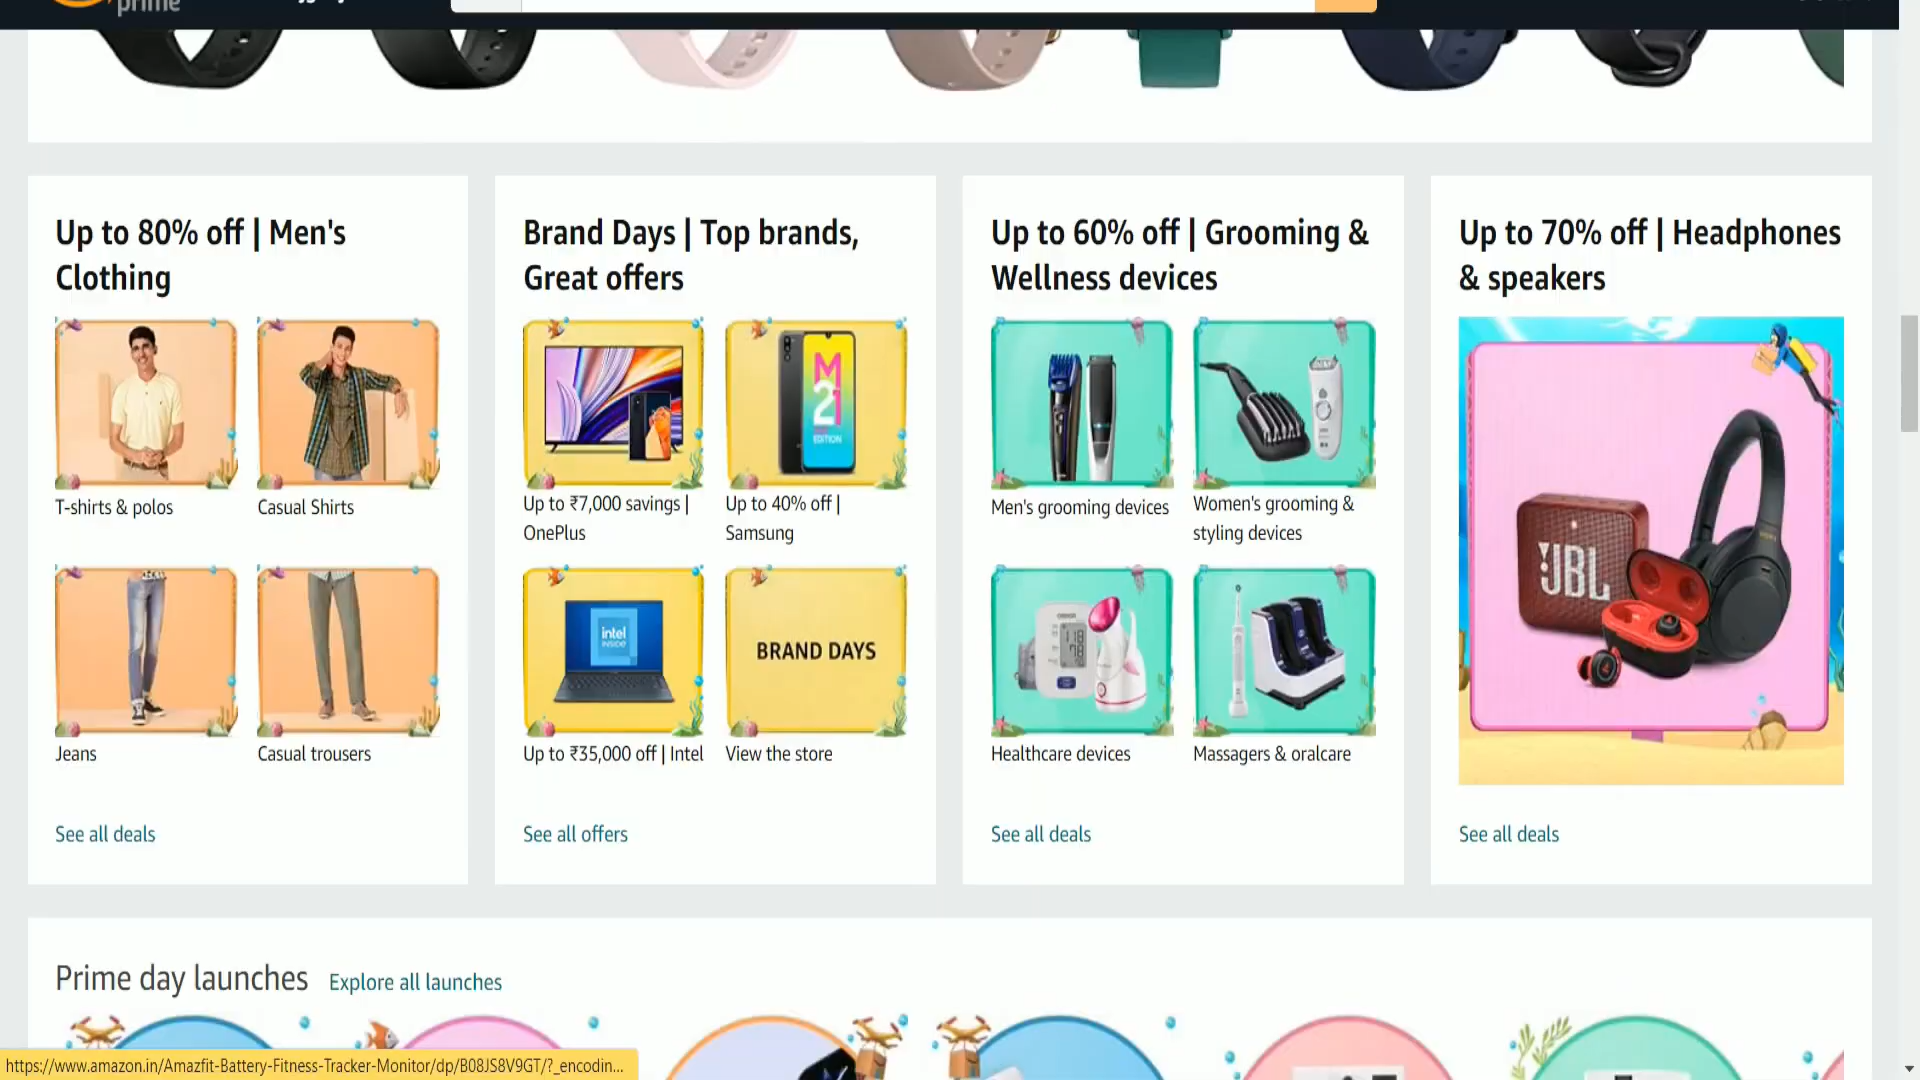 prime
Up to 80% off | Men's
Clothing
T-shirts & polos
Casual Shirts
Jeans
Casual trousers
See all deals
Brand Days | Top brands,
Great offers
M
21
EDITION
Up to ₹7,000 savings |
OnePlus
Up to 40% off |
Samsung
intel
INSIDE
BRAND DAYS
Up to ₹35,000 off | Intel
View the store
See all offers
Up to 60% off | Grooming &
Wellness devices
Men's grooming devices
Women's grooming &
styling devices
118
78
Healthcare devices
Massagers & oralcare
See all deals
Up to 70% off | Headphones
& speakers
JBL
See all deals
Prime day launches
Explore all launches
https://www.amazon.in/Amazfit-Battery-Fitness-Tracker-Monitor/dp/B08JS8V9GT/?_encodin...